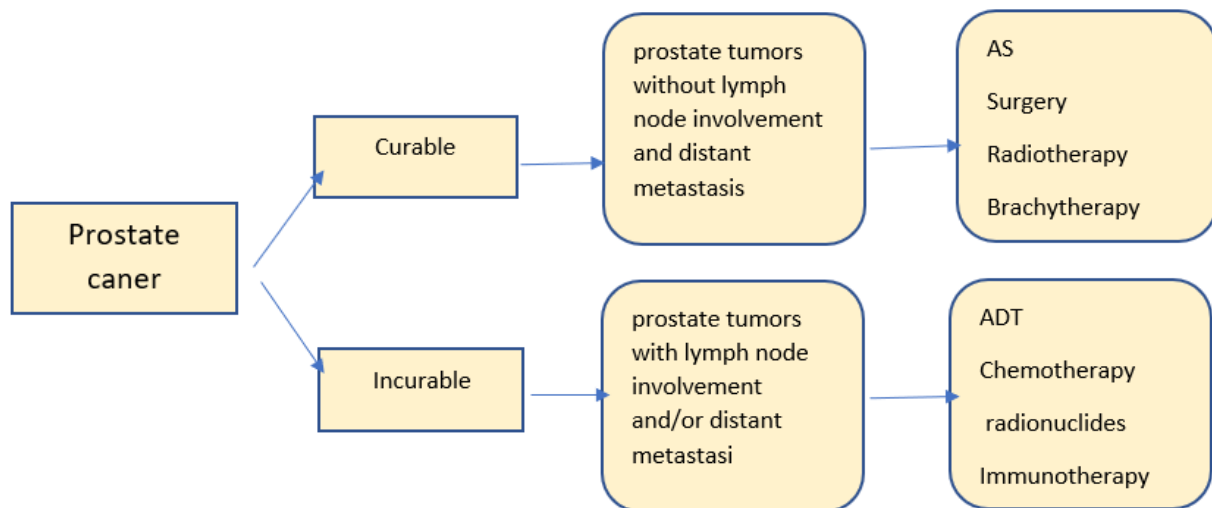 Prostate
caner
Curable
prostate tumors
without lymph
node involvement
and distant
metastasis
AS
Surgery
Radiotherapy
Brachytherapy
Incurable
prostate tumors
with lymph node
involvement
and/or distant
metastasi
ADT
Chemotherapy
radionuclides
Immunotherapy